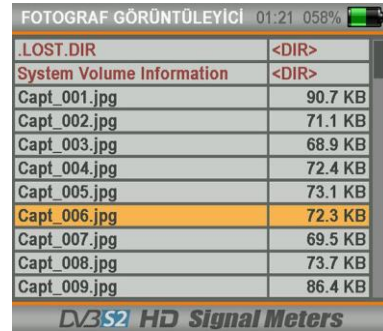 FOTOGRAF GÖRÜNTÜLEYİCİ 01:21 058%
.LOST.DIR <DIR>
System Volume Information <DIR>
Capt_001.jpg 90.7 KB
Capt_002.jpg 71.1 KB
Capt_003.jpg 68.9 KB
Capt_004.jpg 72.4 KB
Capt_005.jpg 73.1 KB
Capt_006.jpg 72.3 KB
Capt_007.jpg 69.5 KB
Capt_008.jpg 73.7 KB
Capt_009.jpg 86.4 KB
DVB S2 HD Signal Meters